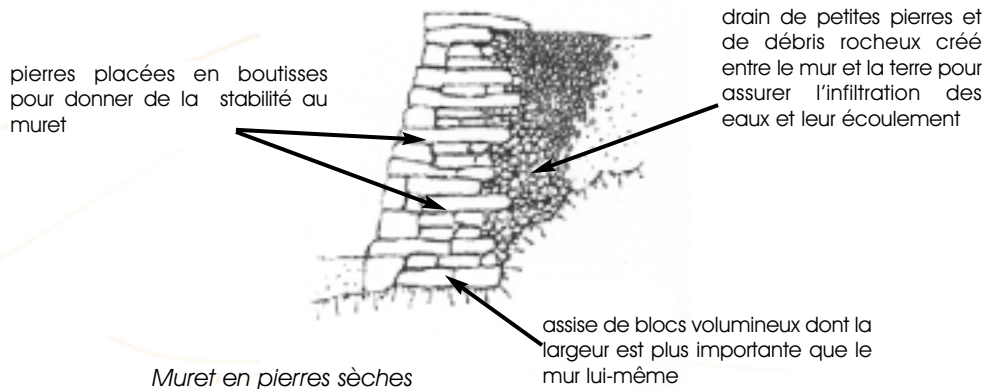 drain de petites pierres et
de débris rocheux créé
entre le mur et la terre pour
assurer l'infiltration des
eaux et leur écoulement
pierres placées en boutisses
pour donner de la stabilité au
muret
assise de blocs volumineux dont la
largeur est plus importante que le
mur lui-même
Muret en pierres sèches